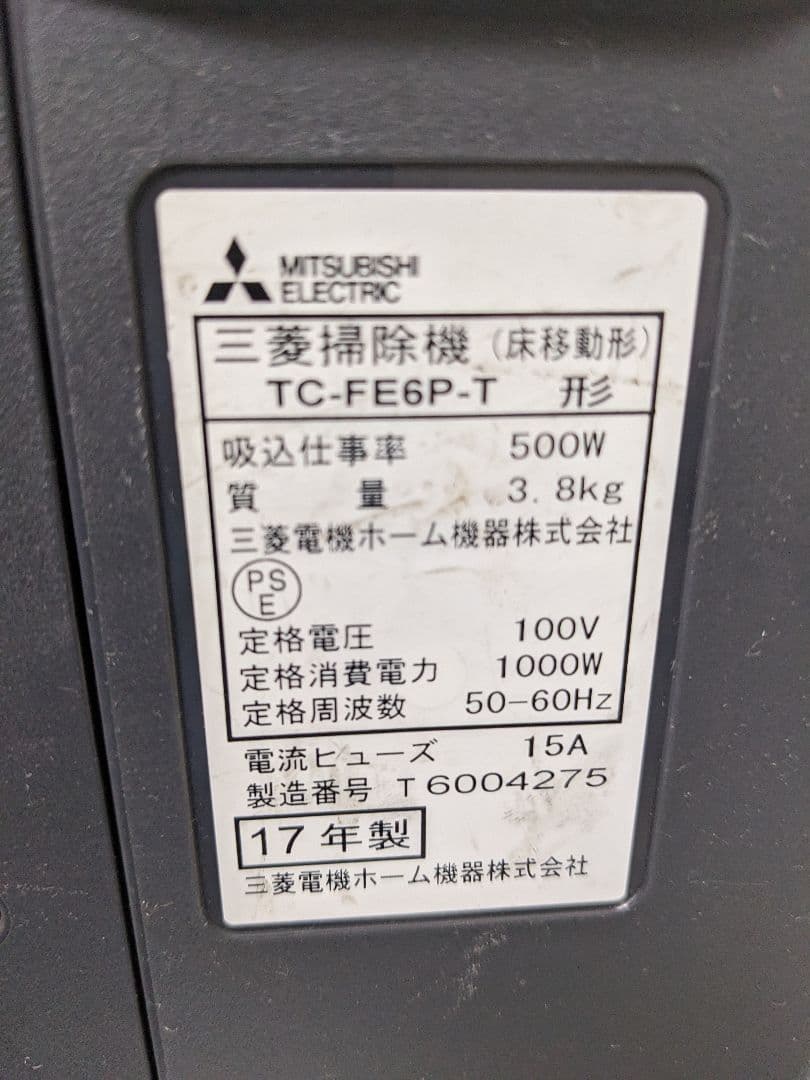 MITSUBISHI
ELECTRIC
三菱掃除機(床移動形)
TC-FE6P-T 形
吸込仕事率 500W
質量 3.8kg
三菱電機ホーム機器株式会社
PS
E
定格電圧 100V
定格消費電力 1000W
定格周波数 50-60Hz
電流ヒューズ 15A
製造番号 T6004275
17年製
三菱電機ホーム機器株式会社